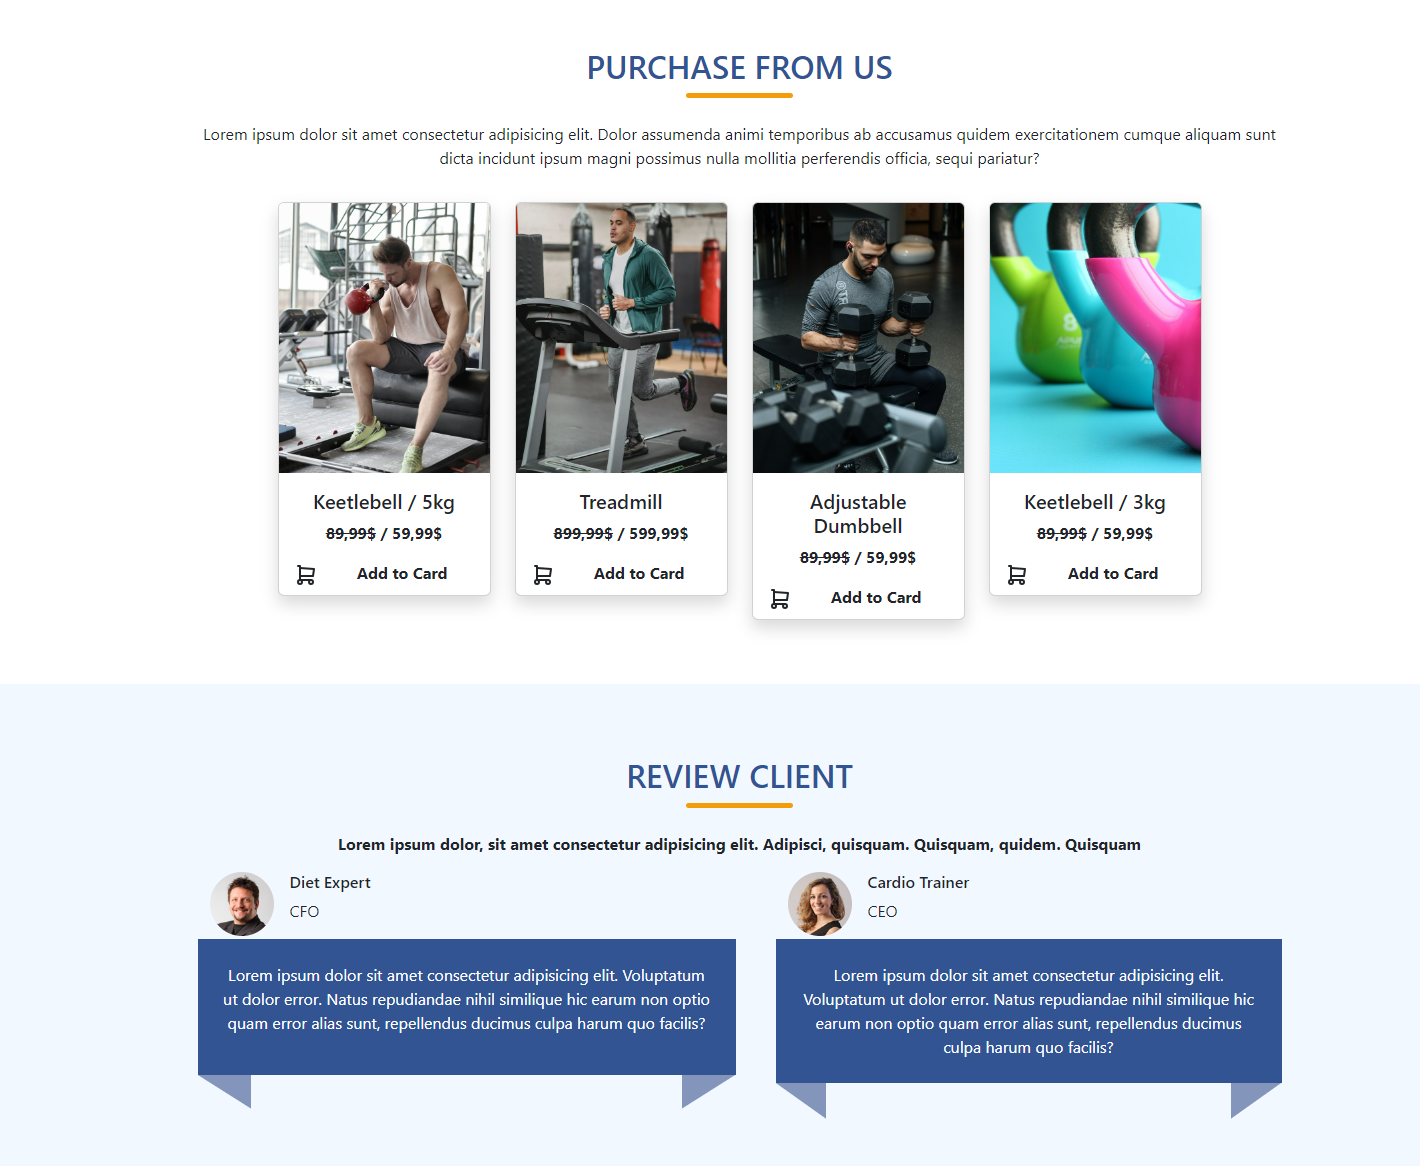 PURCHASE FROM US
Lorem ipsum dolor sit amet consectetur adipisicing elit. Dolor assumenda animi temporibus ab accusamus quidem exercitationem cumque aliquam sunt
dicta incidunt ipsum magni possimus nulla mollitia perferendis officia, sequi pariatur?
Keetlebell / 5kg
89,99$ / 59,99$
Add to Card
Treadmill
899,99$ / 599,99$
Add to Card
Adjustable
Dumbbell
89,99$ / 59,99$
Add to Card
Keetlebell / 3kg
89,99$ / 59,99$
Add to Card
REVIEW CLIENT
Lorem ipsum dolor, sit amet consectetur adipisicing elit. Adipisci, quisquam. Quisquam, quidem. Quisquam
Diet Expert
CFO
Lorem ipsum dolor sit amet consectetur adipisicing elit. Voluptatum
ut dolor error. Natus repudiandae nihil similique hic earum non optio
quam error alias sunt, repellendus ducimus culpa harum quo facilis?
Cardio Trainer
CEO
Lorem ipsum dolor sit amet consectetur adipisicing elit.
Voluptatum ut dolor error. Natus repudiandae nihil similique hic
earum non optio quam error alias sunt, repellendus ducimus
culpa harum quo facilis?